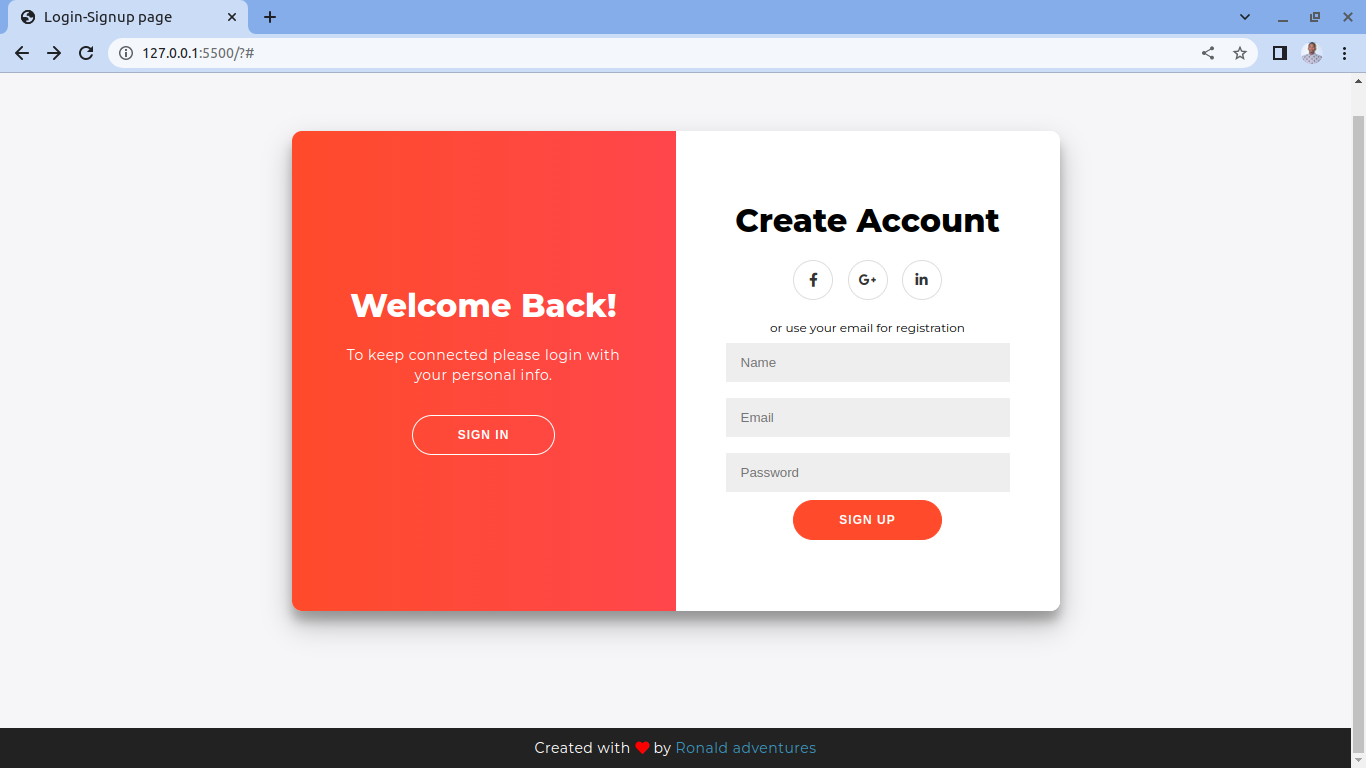 Login-Signup page
127.0.0.1:5500/?#
Welcome Back!
To keep connected please login with
your personal info.
SIGN IN
Create Account
f
G+
in
or use your email for registration
Name
Email
Password
SIGN UP
Created with ❤ by Ronald adventures